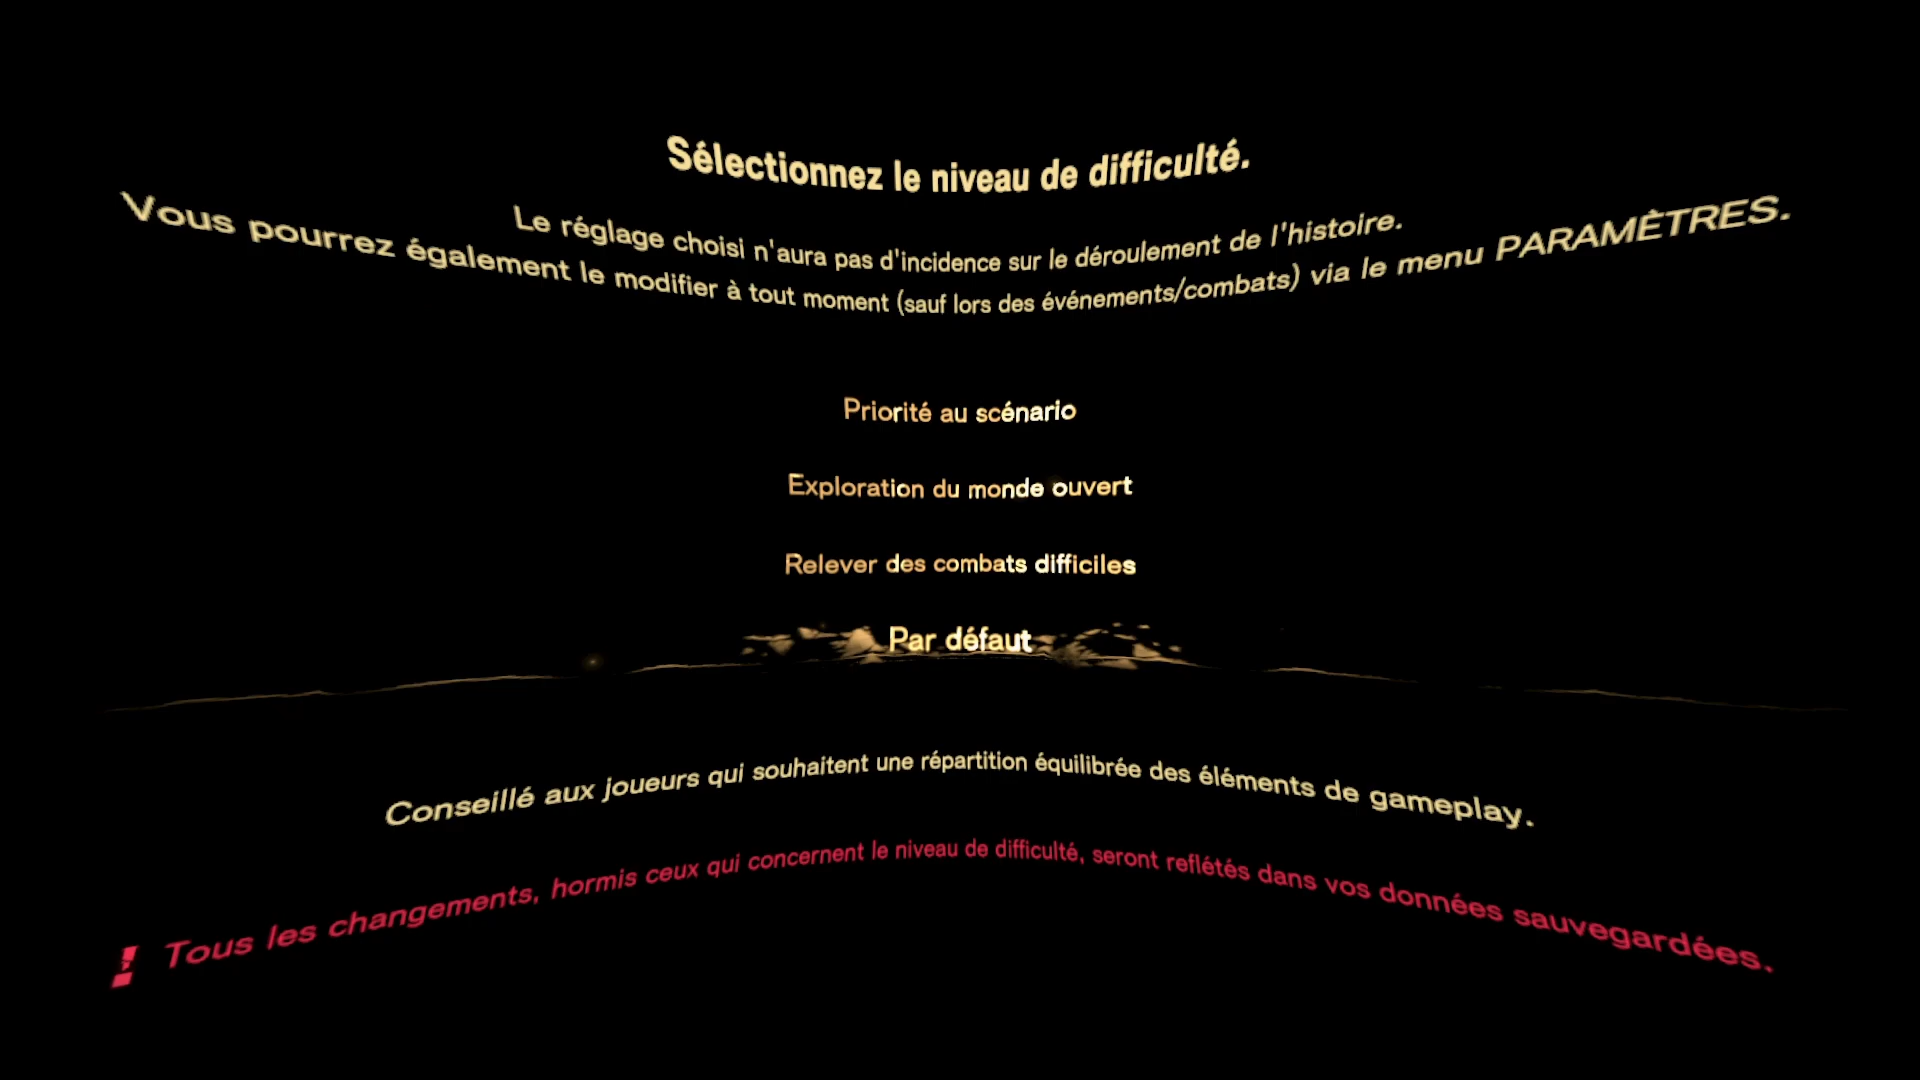 Sélectionnez le niveau de difficulté.
Le réglage choisi n'aura pas d'incidence sur le déroulement de l'histoire.
Vous pourrez également le modifier à tout moment (sauf lors des événements/combats) via le menu PARAMÈTRES.
Priorité au scénario
Exploration du monde ouvert
Relever des combats difficiles
Par défaut
Conseillé aux joueurs qui souhaitent une répartition équilibrée des éléments de gameplay.
! Tous les changements, hormis ceux qui concernent le niveau de difficulté, seront reflétés dans vos données sauvegardées.